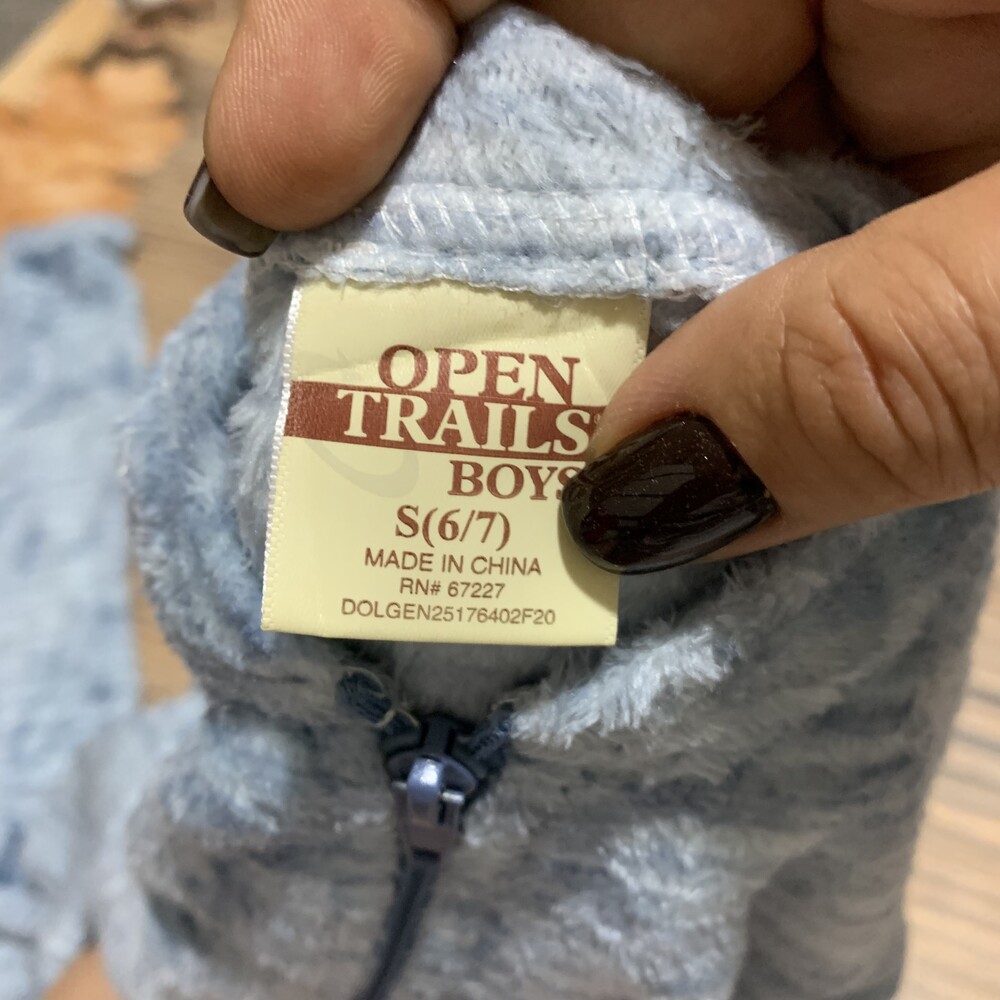 OPEN
TRAILS
BOYS
S(6/7)
MADE IN CHINA
RN# 67227
DOLGEN25176402F20